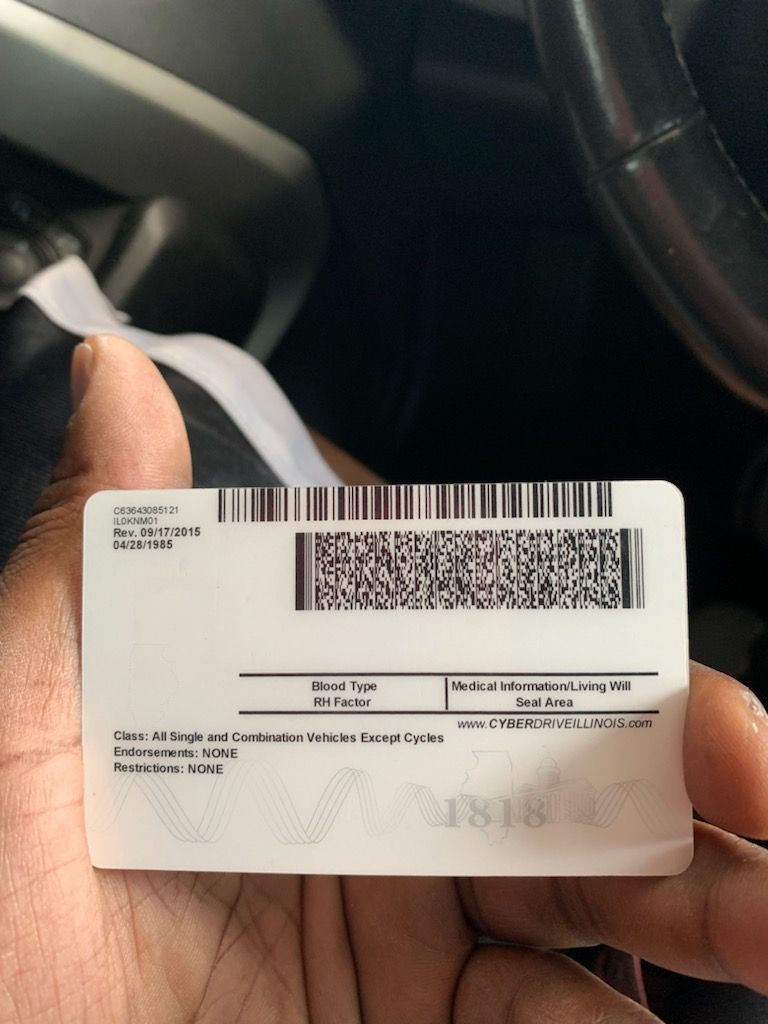 C63643085121
IL0KNM01
Rev. 09/17/2015
04/28/1985
Blood Type
RH Factor
Medical Information/Living Will
Seal Area
www.CYBERDRIVEILLINOIS.com
Class: All Single and Combination Vehicles Except Cycles
Endorsements: NONE
Restrictions: NONE
1818